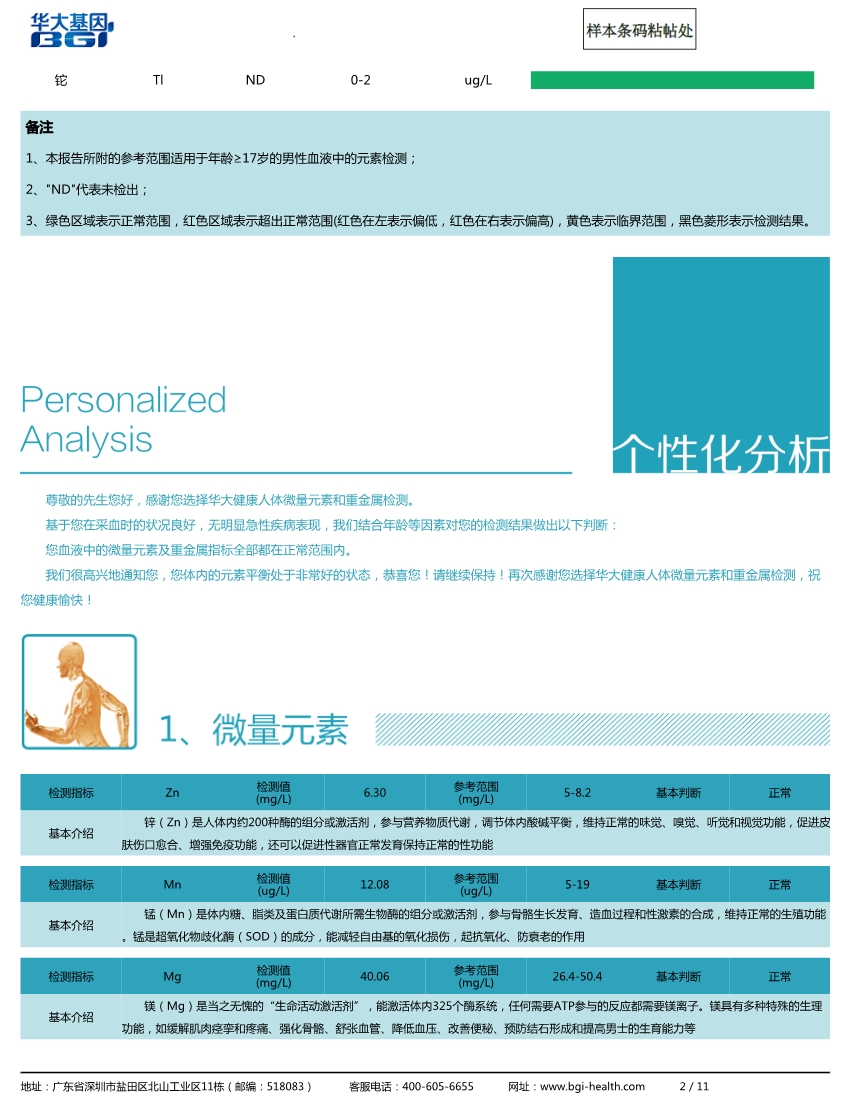 华大基因
BGI
样本条码粘帖处
铊 Tl ND 0-2 ug/L
备注
1、本报告所附的参考范围适用于年龄≥17岁的男性血液中的元素检测；
2、"ND"代表未检出；
3、绿色区域表示正常范围，红色区域表示超出正常范围(红色在左表示偏低，红色在右表示偏高)，黄色表示临界范围，黑色菱形表示检测结果。
Personalized
Analysis
个性化分析
尊敬的先生您好，感谢您选择华大健康人体微量元素和重金属检测。
基于您在采血时的状况良好，无明显急性疾病表现，我们结合年龄等因素对您的检测结果做出以下判断：
您血液中的微量元素及重金属指标全部都在正常范围内。
我们很高兴地通知您，您体内的元素平衡处于非常好的状态，恭喜您！请继续保持！再次感谢您选择华大健康人体微量元素和重金属检测，祝
您健康愉快！
1、微量元素
检测指标 Zn 检测值 (mg/L) 6.30 参考范围 (mg/L) 5-8.2 基本判断 正常
基本介绍 锌（Zn）是人体内约200种酶的组分或激活剂，参与营养物质代谢，调节体内酸碱平衡，维持正常的味觉、嗅觉、听觉和视觉功能，促进皮
肤伤口愈合、增强免疫功能，还可以促进性器官正常发育保持正常的性功能
检测指标 Mn 检测值 (ug/L) 12.08 参考范围 (ug/L) 5-19 基本判断 正常
基本介绍 锰（Mn）是体内糖、脂类及蛋白质代谢所需生物酶的组分或激活剂，参与骨骼生长发育、造血过程和性激素的合成，维持正常的生殖功能
。锰是超氧化物歧化酶（SOD）的成分，能减轻自由基的氧化损伤，起抗氧化、防衰老的作用
检测指标 Mg 检测值 (mg/L) 40.06 参考范围 (mg/L) 26.4-50.4 基本判断 正常
基本介绍 镁（Mg）是当之无愧的“生命活动激活剂”，能激活体内325个酶系统，任何需要ATP参与的反应都需要镁离子。镁具有多种特殊的生理
功能，如缓解肌肉痉挛和疼痛、强化骨骼、舒张血管、降低血压、改善便秘、预防结石形成和提高男士的生育能力等
地址：广东省深圳市盐田区北山工业区11栋（邮编：518083） 客服电话：400-605-6655 网址：www.bgi-health.com 2 / 11